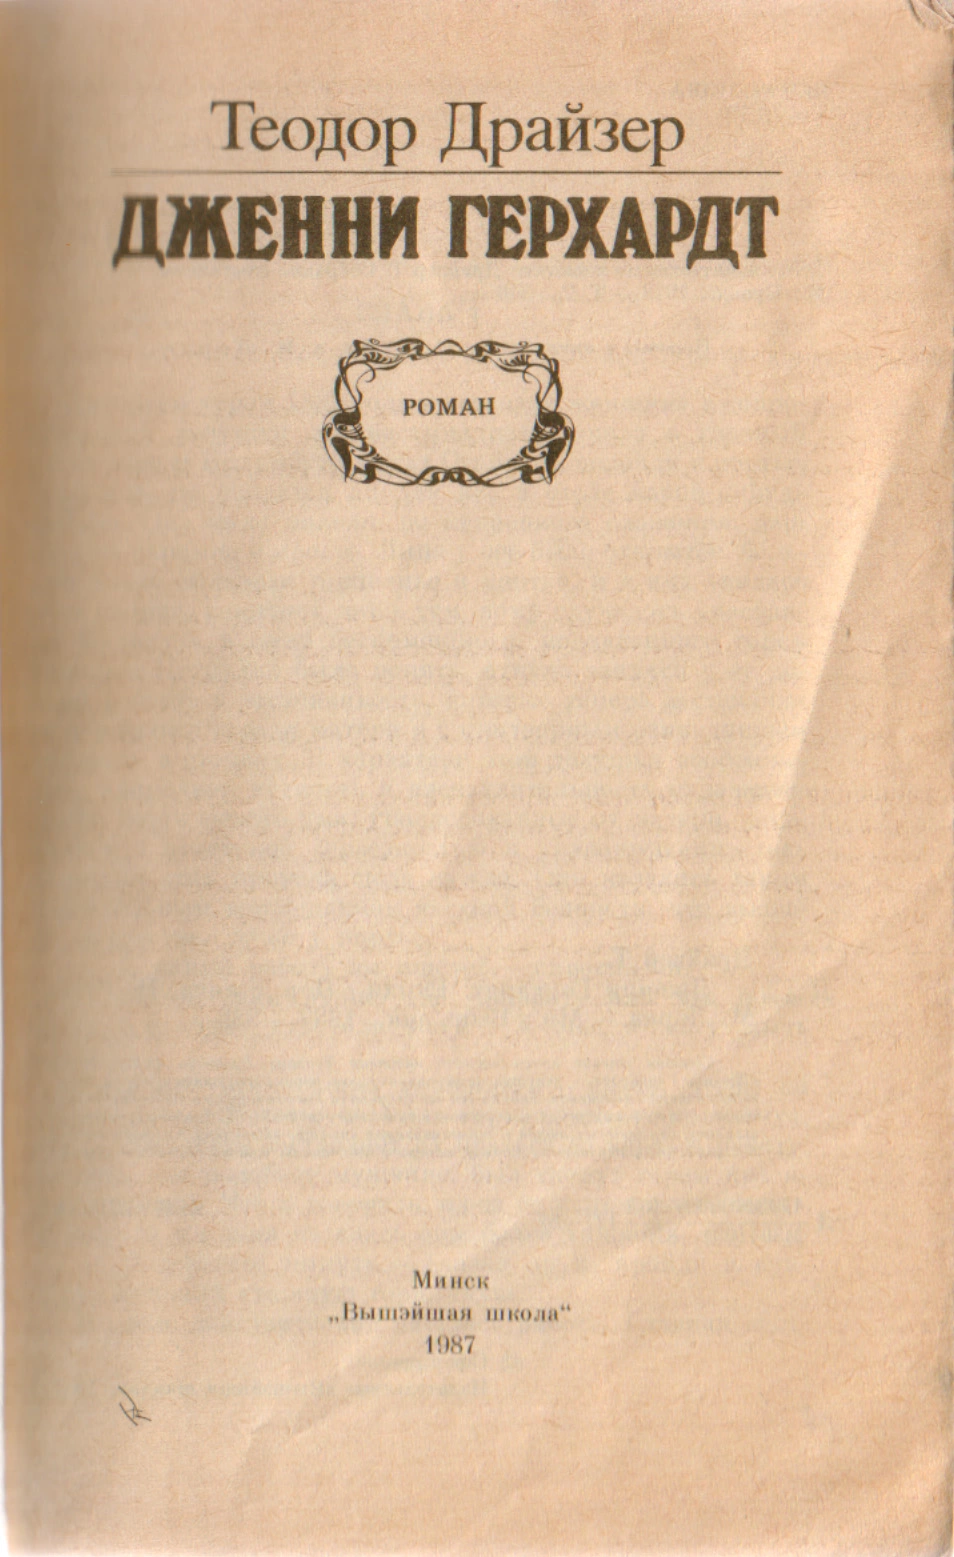 Теодор Драйзер
ДЖЕННИ ГЕРХАРДТ
РОМАН
Минск
„Вышэйшая школа“
1987